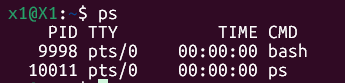 x1@X1:~$ ps
    PID TTY          TIME CMD
   9998 pts/0    00:00:00 bash
  10011 pts/0    00:00:00 ps